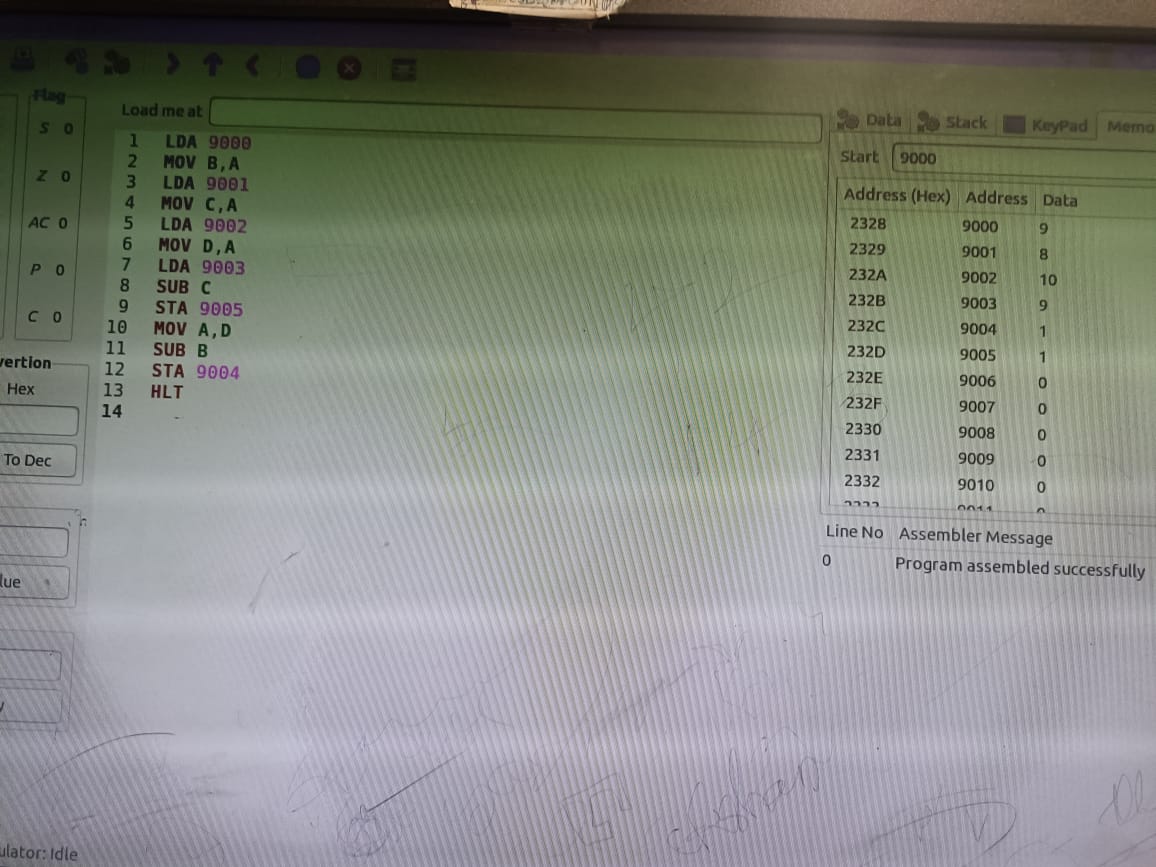 Flag
S 0
Z 0
AC 0
P 0
C 0
Hex
To Dec
Load me at
1 LDA 9000
2 MOV B,A
3 LDA 9001
4 MOV C,A
5 LDA 9002
6 MOV D,A
7 LDA 9003
8 SUB C
9 STA 9005
10 MOV A,D
11 SUB B
12 STA 9004
13 HLT
14
Data Stack KeyPad Memo
Start 9000
Address (Hex) Address Data
2328 9000 9
2329 9001 8
232A 9002 10
232B 9003 9
232C 9004 1
232D 9005 1
232E 9006 0
232F 9007 0
2330 9008 0
2331 9009 0
2332 9010 0
Line No Assembler Message
0 Program assembled successfully
ulator: Idle